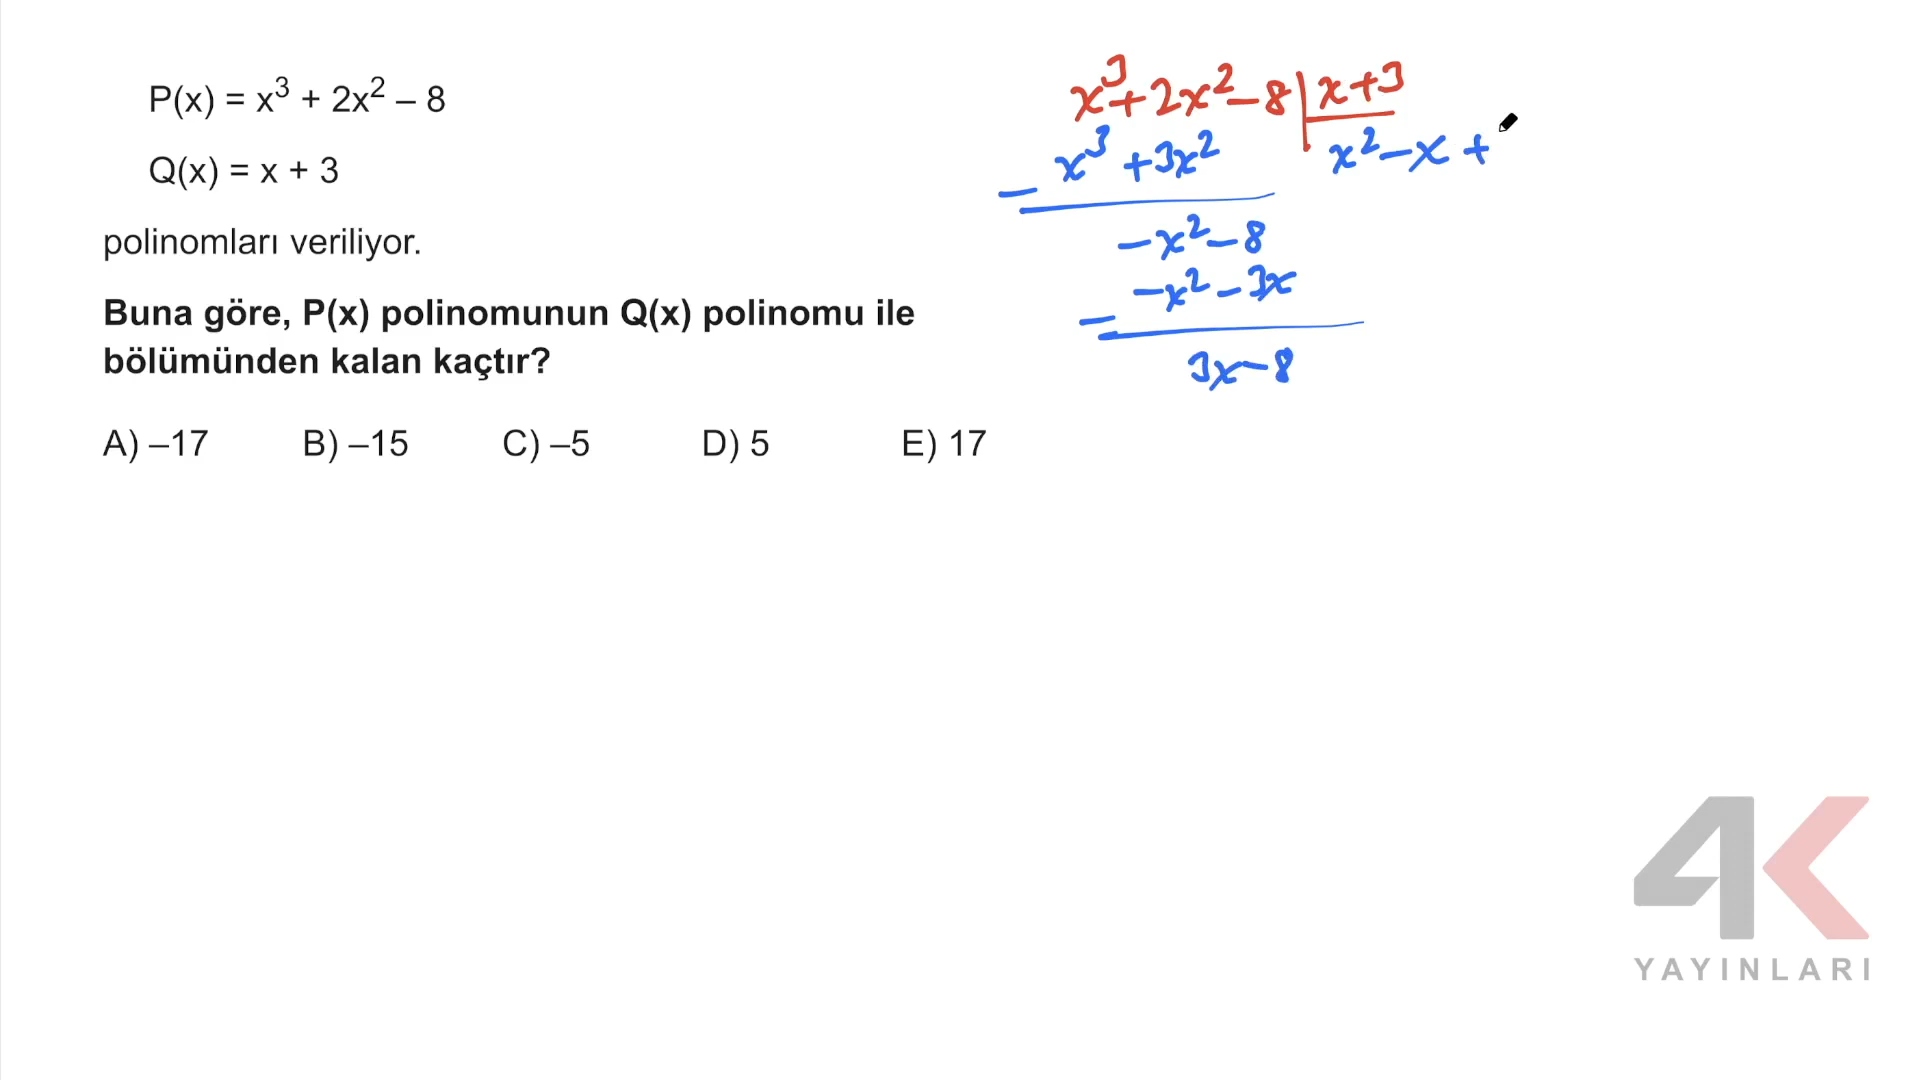 P(x) = x³ + 2x² – 8
Q(x) = x + 3
polinomları veriliyor.
Buna göre, P(x) polinomunun Q(x) polinomu ile
bölümünden kalan kaçtır?
A) –17 B) –15 C) –5 D) 5 E) 17
x³+2x²-8 | x+3
x³ +3x² x²-x+
-
-x²-8
-x²-3x
-
3x-8
4K
YAYINLARI